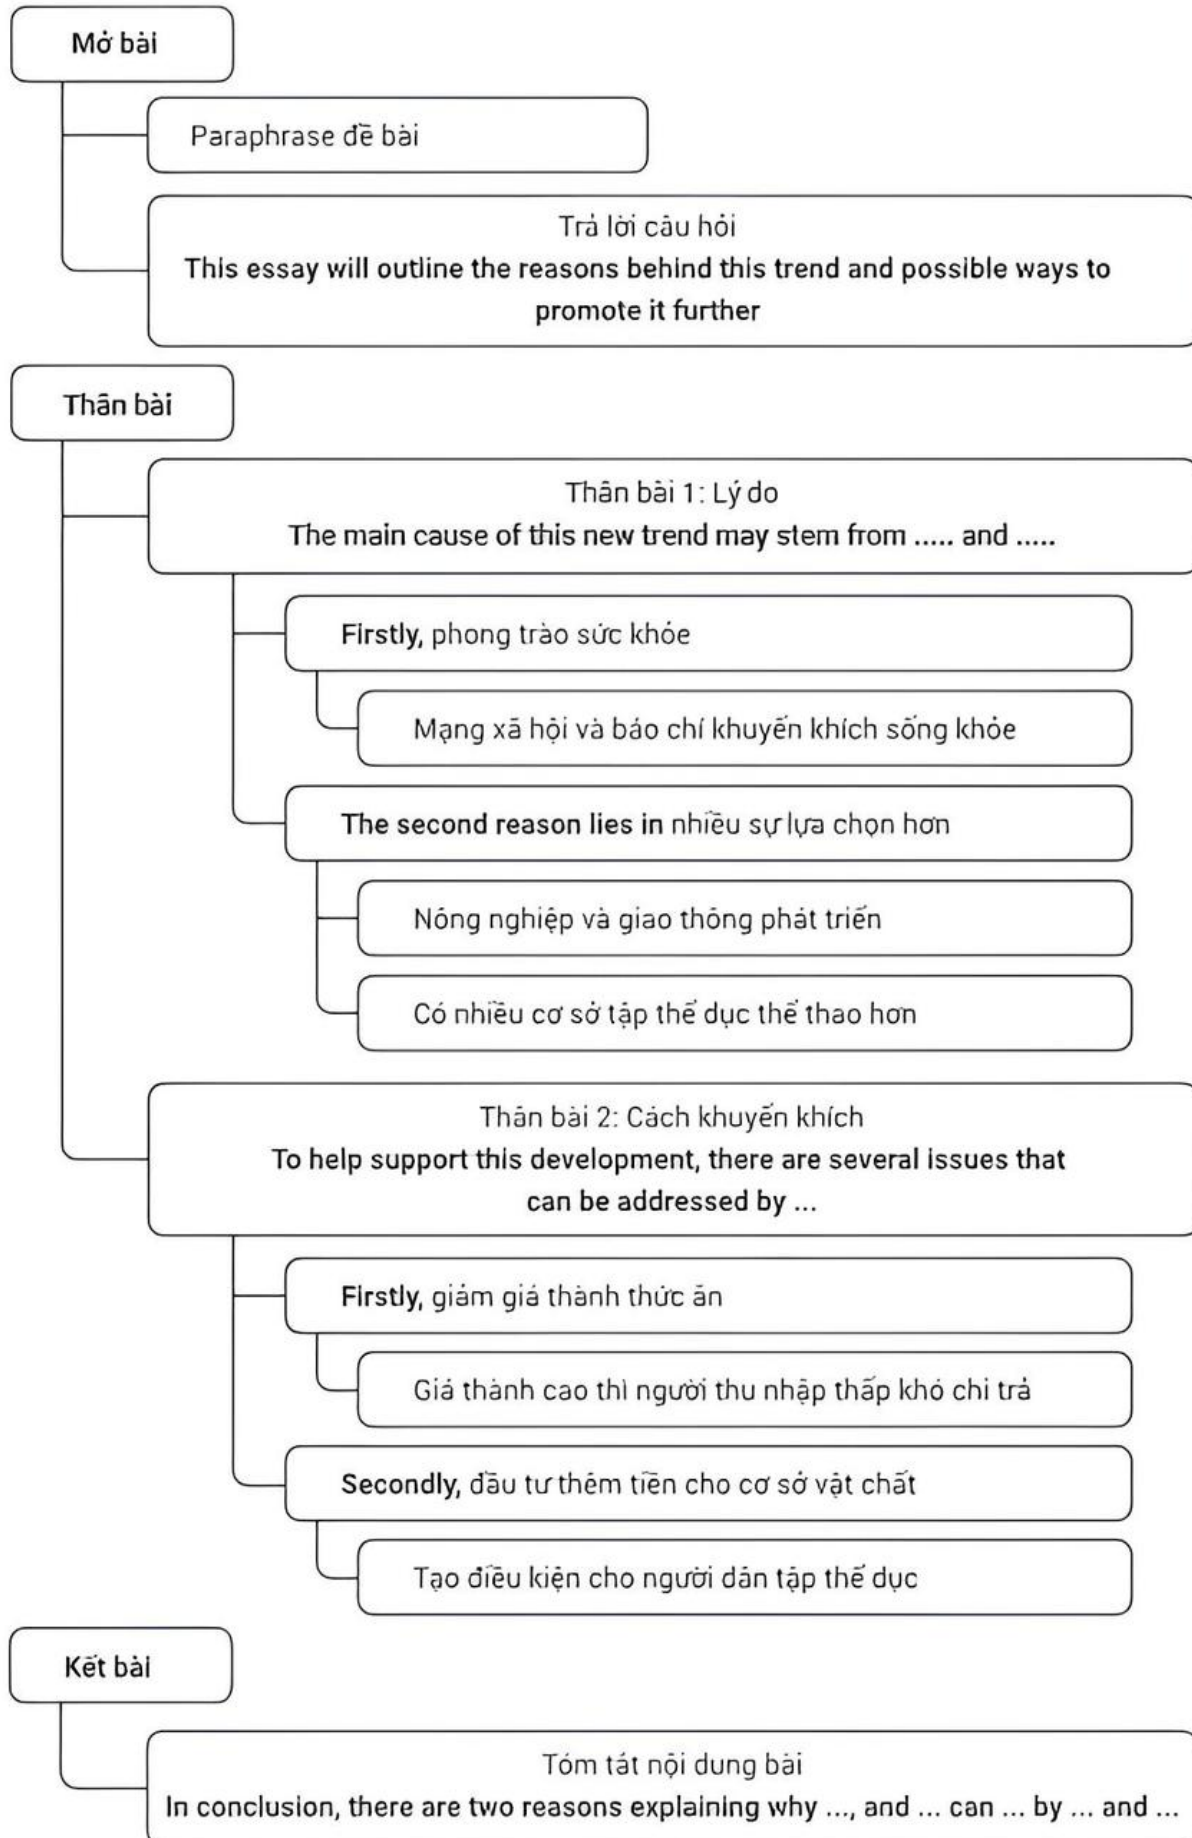 Mở bài
Paraphrase đề bài
Trả lời câu hỏi
This essay will outline the reasons behind this trend and possible ways to
promote it further
Thân bài
Thân bài 1: Lý do
The main cause of this new trend may stem from ..... and .....
Firstly, phong trào sức khỏe
Mạng xã hội và báo chí khuyến khích sống khỏe
The second reason lies in nhiều sự lựa chọn hơn
Nông nghiệp và giao thông phát triển
Có nhiều cơ sở tập thể dục thể thao hơn
Thân bài 2: Cách khuyến khích
To help support this development, there are several issues that
can be addressed by ...
Firstly, giảm giá thành thức ăn
Giá thành cao thì người thu nhập thấp khó chi trả
Secondly, đầu tư thêm tiền cho cơ sở vật chất
Tạo điều kiện cho người dân tập thể dục
Kết bài
Tóm tắt nội dung bài
In conclusion, there are two reasons explaining why ..., and ... can ... by ... and ...